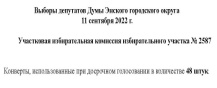 Выборы депутатов Думы Энского городского округа
11 сентября 2022 г.
Участковая избирательная комиссия избирательного участка № 2587
Конверты, использованные при досрочном голосовании в количестве 48 штук